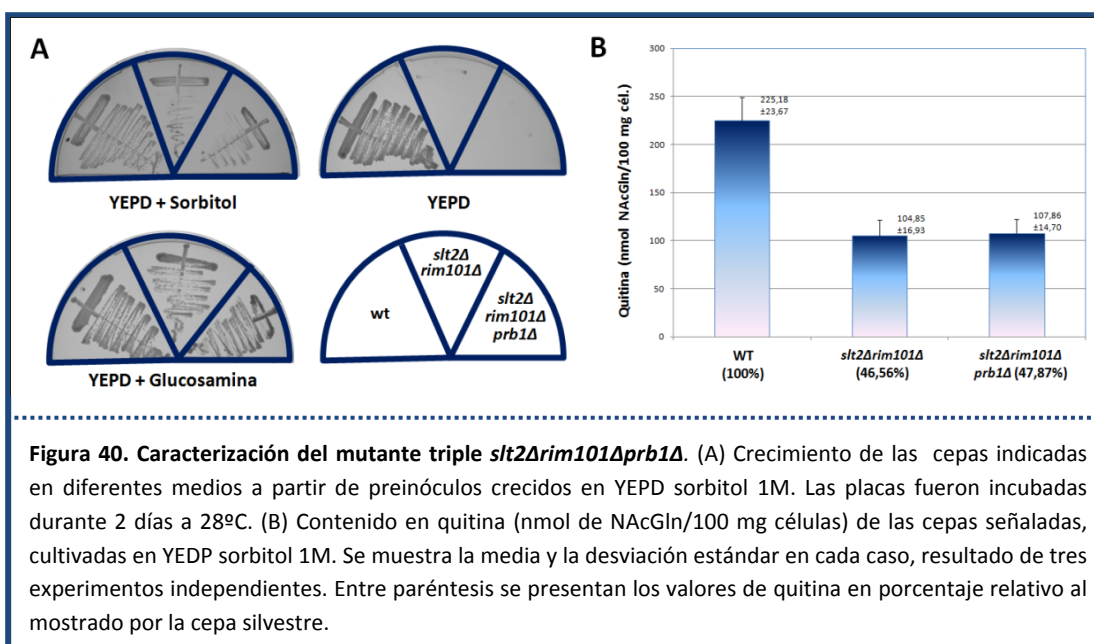 A
YEPD + Sorbitol
YEPD
YEPD + Glucosamina
wt
slt2Δ
rim101Δ
slt2Δ
rim101Δ
prb1Δ
B
Quitina (nmol NAcGln/100 mg cél.)
300
250
200
150
100
50
0
225,18
±23,67
104,85
±16,93
107,86
±14,70
WT
(100%)
slt2Δrim101Δ
(46,56%)
slt2Δrim101Δ
prb1Δ (47,87%)
Figura 40. Caracterización del mutante triple slt2Δrim101Δprb1Δ. (A) Crecimiento de las cepas indicadas
en diferentes medios a partir de preinóculos crecidos en YEPD sorbitol 1M. Las placas fueron incubadas
durante 2 días a 28ºC. (B) Contenido en quitina (nmol de NAcGln/100 mg células) de las cepas señaladas,
cultivadas en YEDP sorbitol 1M. Se muestra la media y la desviación estándar en cada caso, resultado de tres
experimentos independientes. Entre paréntesis se presentan los valores de quitina en porcentaje relativo al
mostrado por la cepa silvestre.